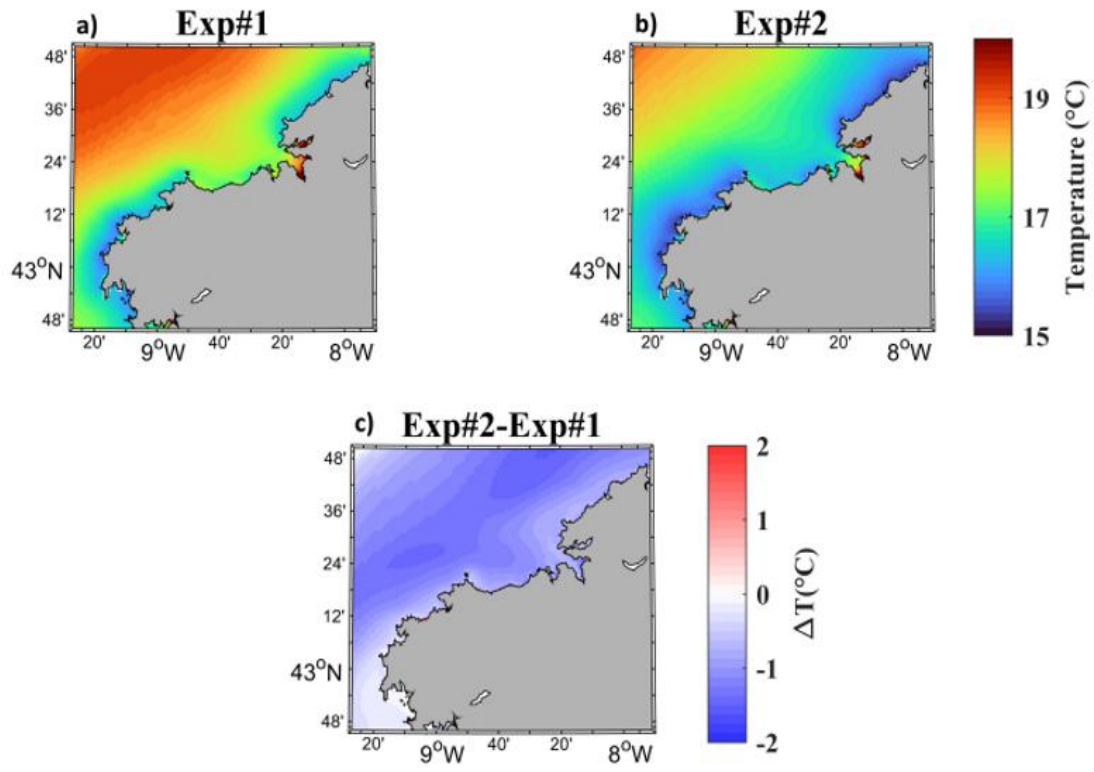 a) Exp#1
48'
36'
24'
12'
43°N
48'
20' 9°W 40' 20' 8°W
b) Exp#2
48'
36'
24'
12'
43°N
48'
20' 9°W 40' 20' 8°W
19
17
15
Temperature (°C)
c) Exp#2-Exp#1
48'
36'
24'
12'
43°N
48'
20' 9°W 40' 20' 8°W
2
1
0
-1
-2
ΔT(°C)